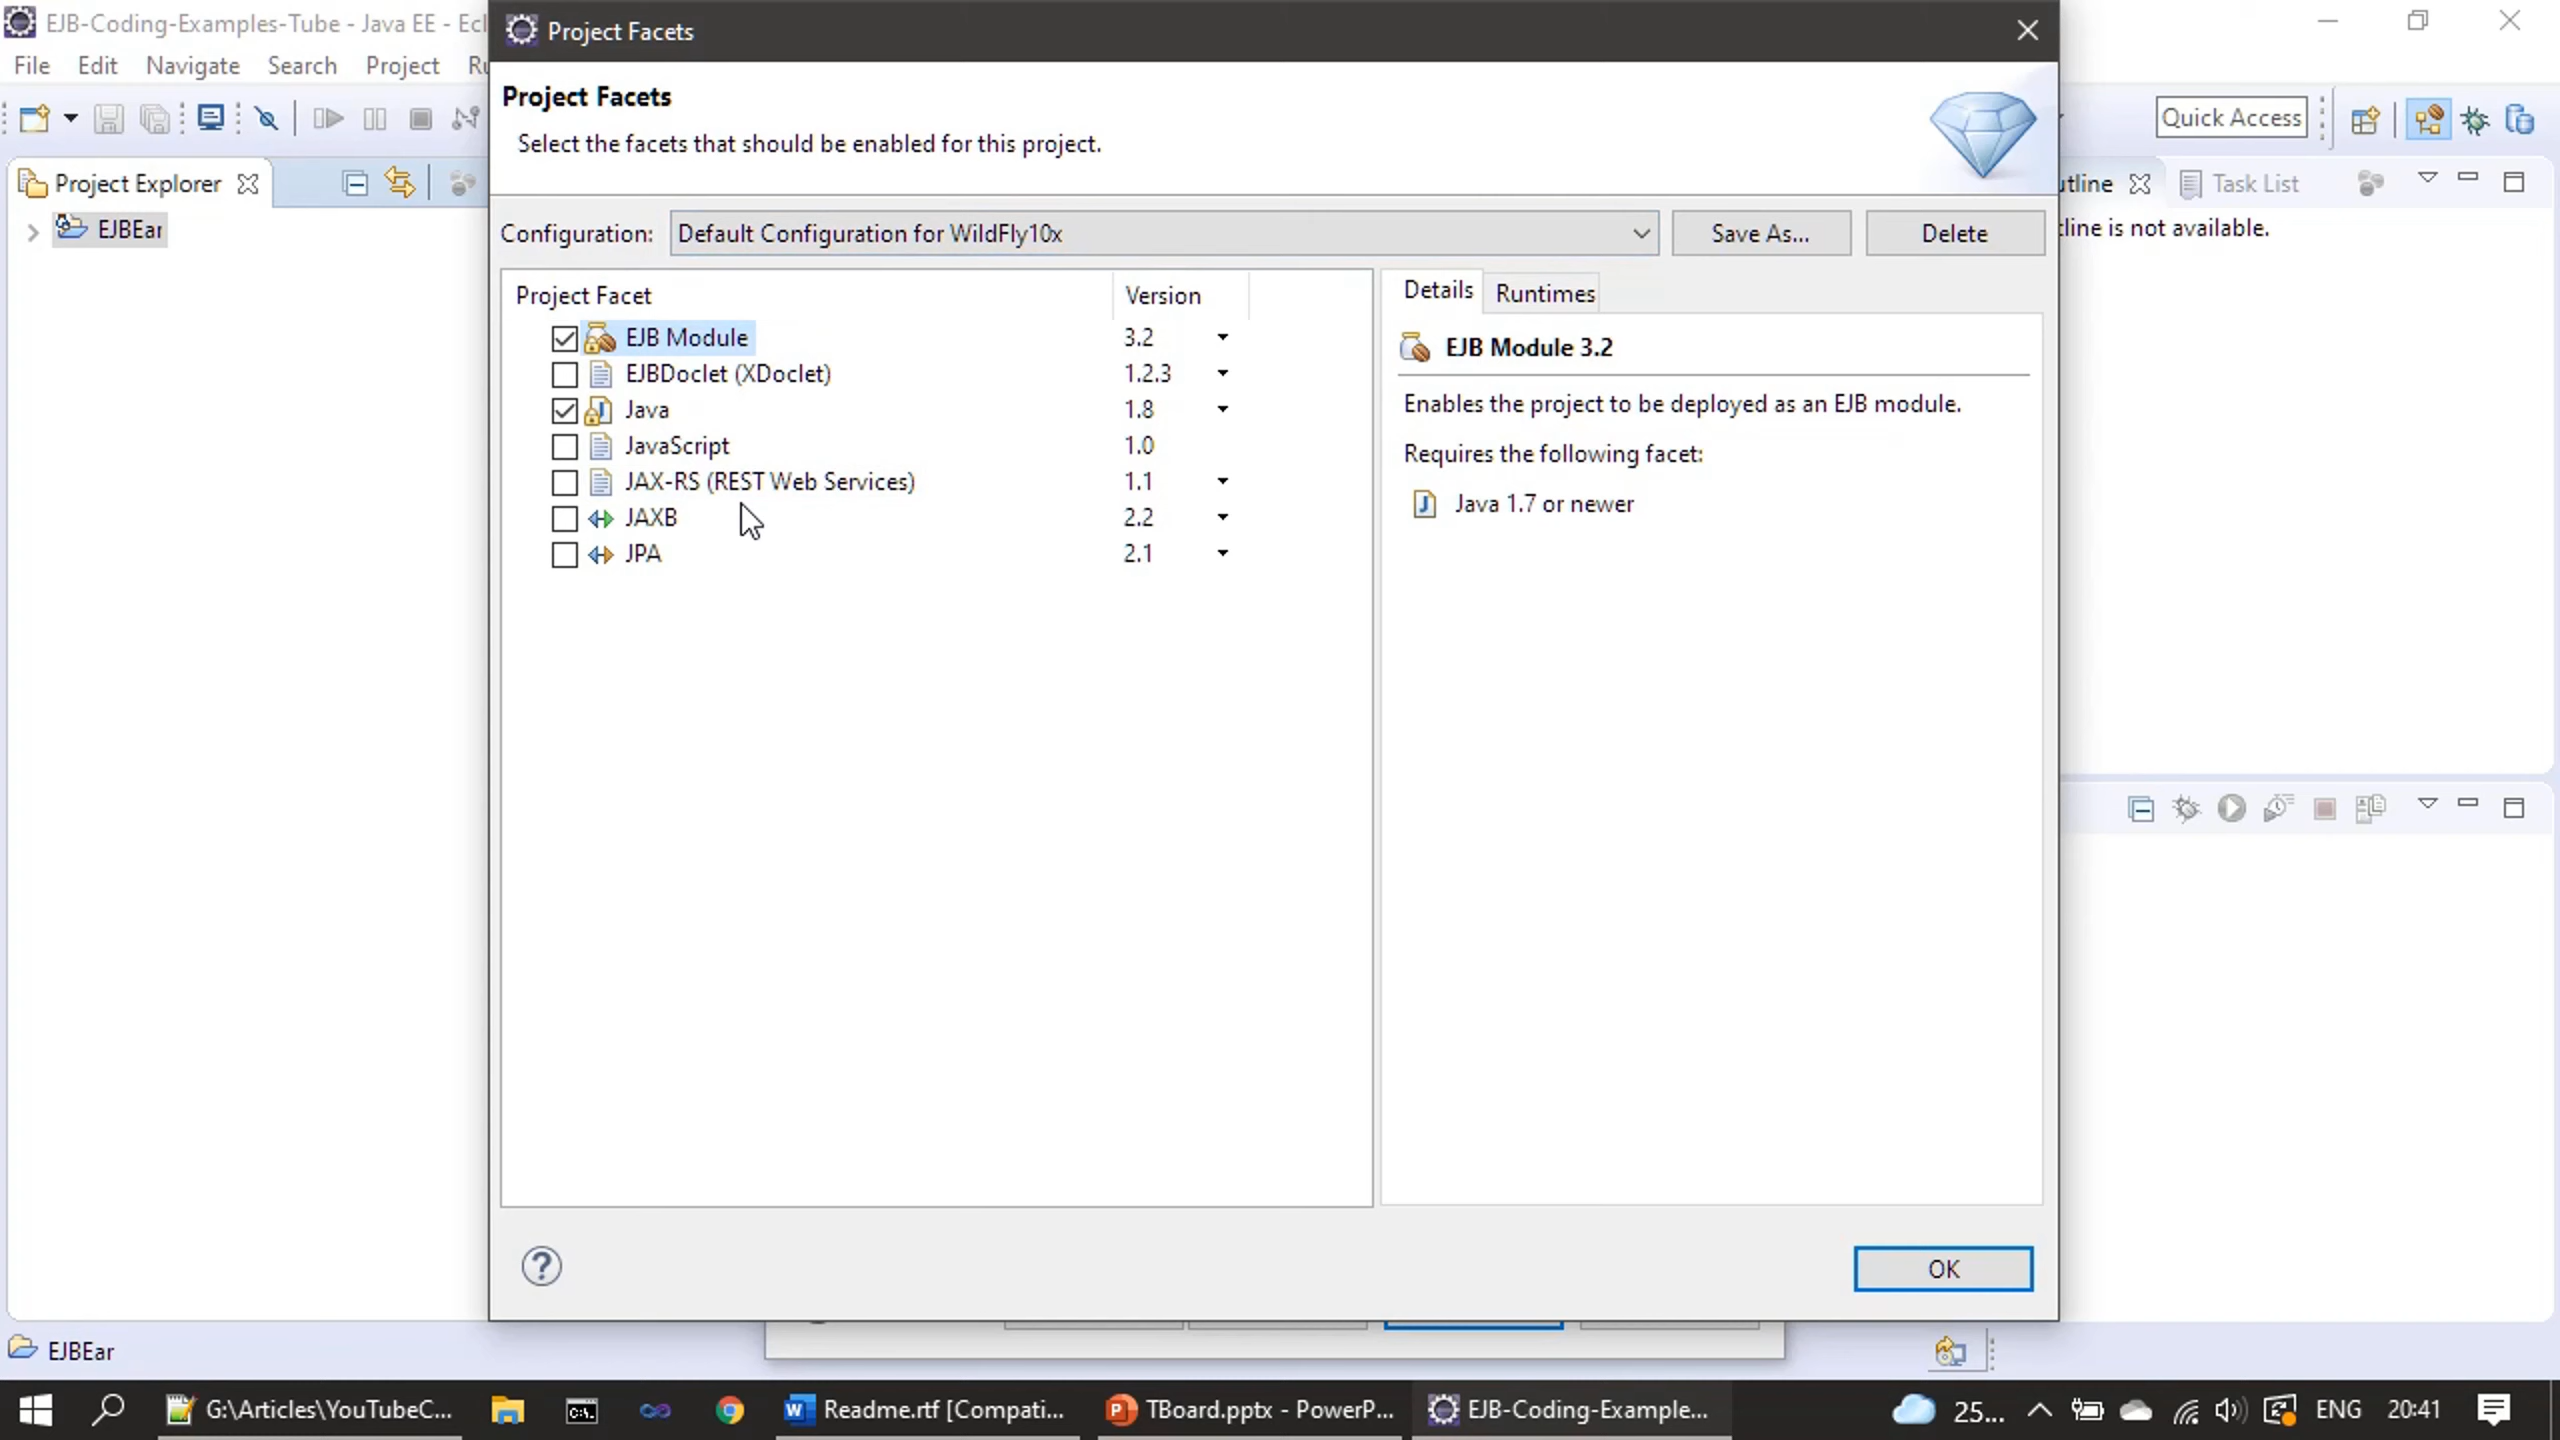 EJB-Coding-Examples-Tube - Java EE - Ecl
Project Facets
File Edit Navigate Search Project Ru
Project Facets
Select the facets that should be enabled for this project.
Quick Access
Project Explorer
utline Task List
EJBEar
tline is not available.
Configuration: Default Configuration for WildFly10x Save As... Delete
Project Facet Version
EJB Module 3.2
EJBDoclet (XDoclet) 1.2.3
Java 1.8
JavaScript 1.0
JAX-RS (REST Web Services) 1.1
JAXB 2.2
JPA 2.1
Details Runtimes
EJB Module 3.2
Enables the project to be deployed as an EJB module.
Requires the following facet:
J Java 1.7 or newer
? OK
EJBEar
G:\Articles\YouTubeC... Readme.rtf [Compati... TBoard.pptx - PowerP... EJB-Coding-Example... 25... ENG 20:41